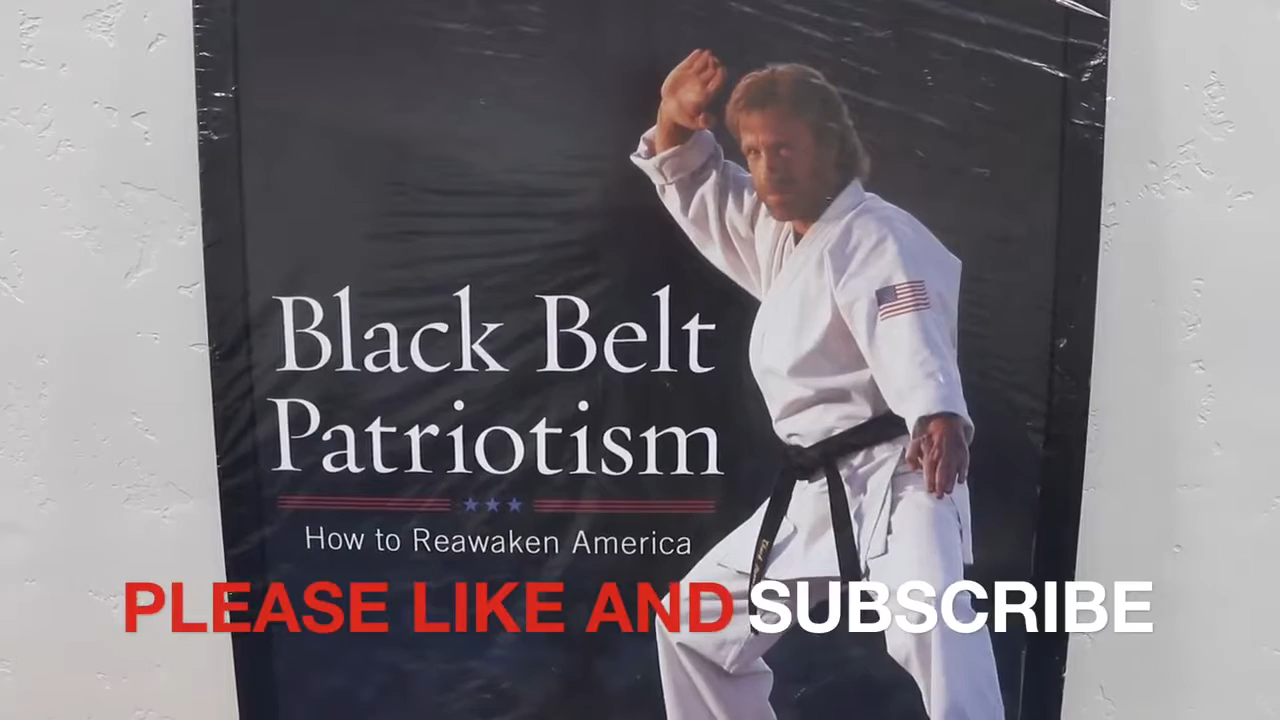 Black Belt
Patriotism
How to Reawaken America
PLEASE LIKE AND SUBSCRIBE